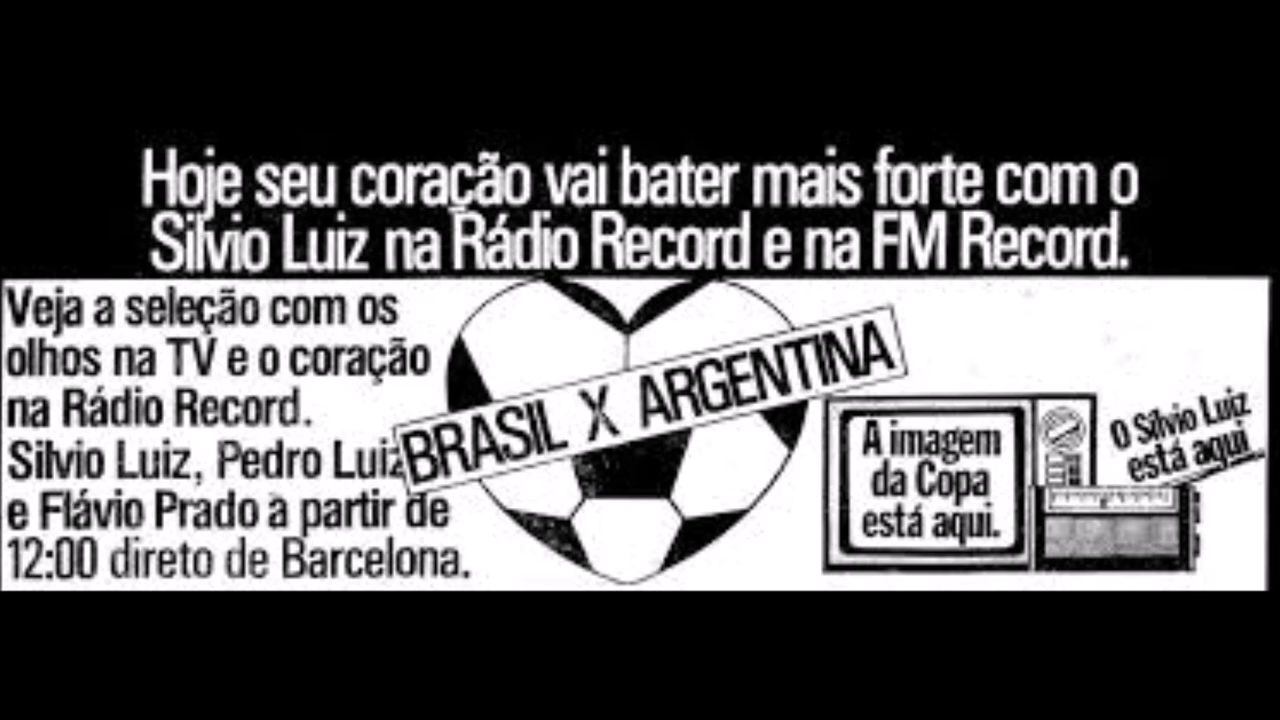 Hoje seu coração vai bater mais forte com o
Silvio Luiz na Rádio Record e na FM Record.
Veja a seleção com os
olhos na TV e o coração
na Rádio Record.
Silvio Luiz, Pedro Luiz
e Flávio Prado a partir de
12:00 direto de Barcelona.
BRASIL X ARGENTINA
A imagem
da Copa
está aqui.
O Silvio Luiz
está aqui...